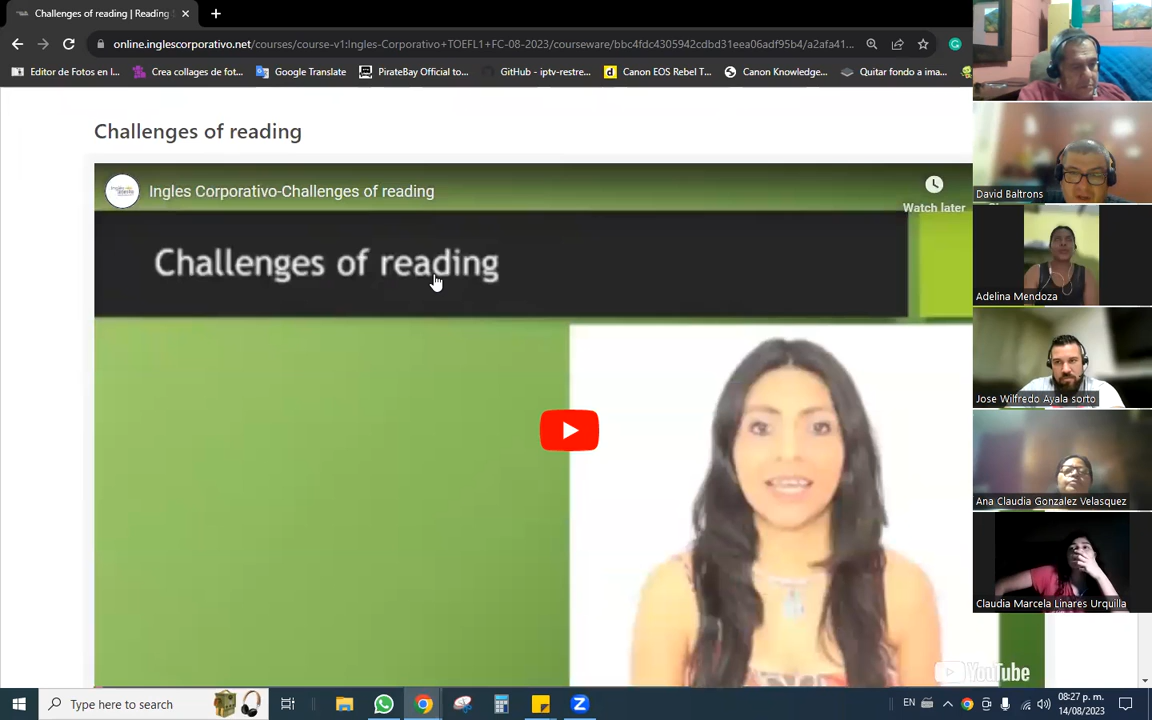 Challenges of reading | Reading
online.inglescorporativo.net/courses/course-v1:Ingles-Corporativo+TOEFL1+FC-08-2023/courseware/bbc4fdc4305942cdbd31eea06adf95b4/a2afa41...
Editor de Fotos en l...
Crea collages de fot...
Google Translate
PirateBay Official to...
GitHub - iptv-restre...
Canon EOS Rebel T...
Canon Knowledge...
Quitar fondo a ima...
Challenges of reading
Ingles Corporativo-Challenges of reading
Watch later
Challenges of reading
YouTube
David Baltrons
Adelina Mendoza
Jose Wilfredo Ayala sorto
Ana Claudia Gonzalez Velasquez
Claudia Marcela Linares Urquilla
Type here to search
EN
08:27 p. m.
14/08/2023